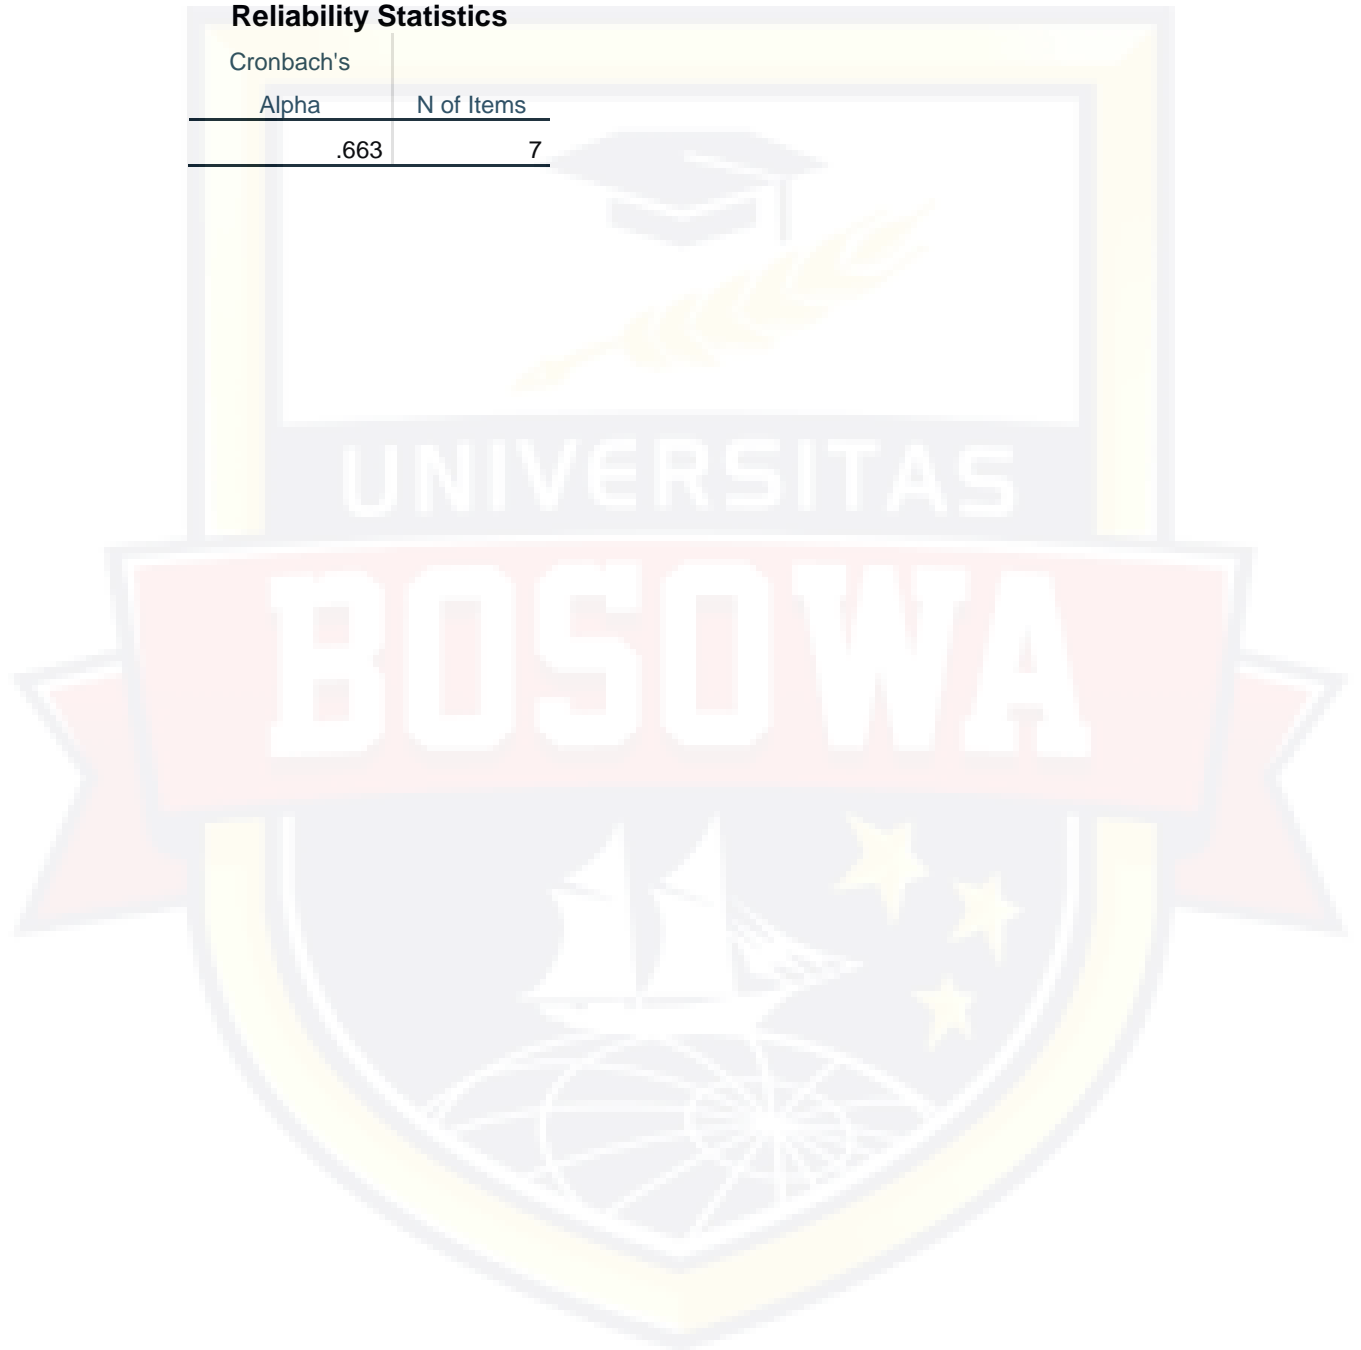 Reliability Statistics
Cronbach's
Alpha N of Items
.663 7
UNIVERSITAS
BOSOWA